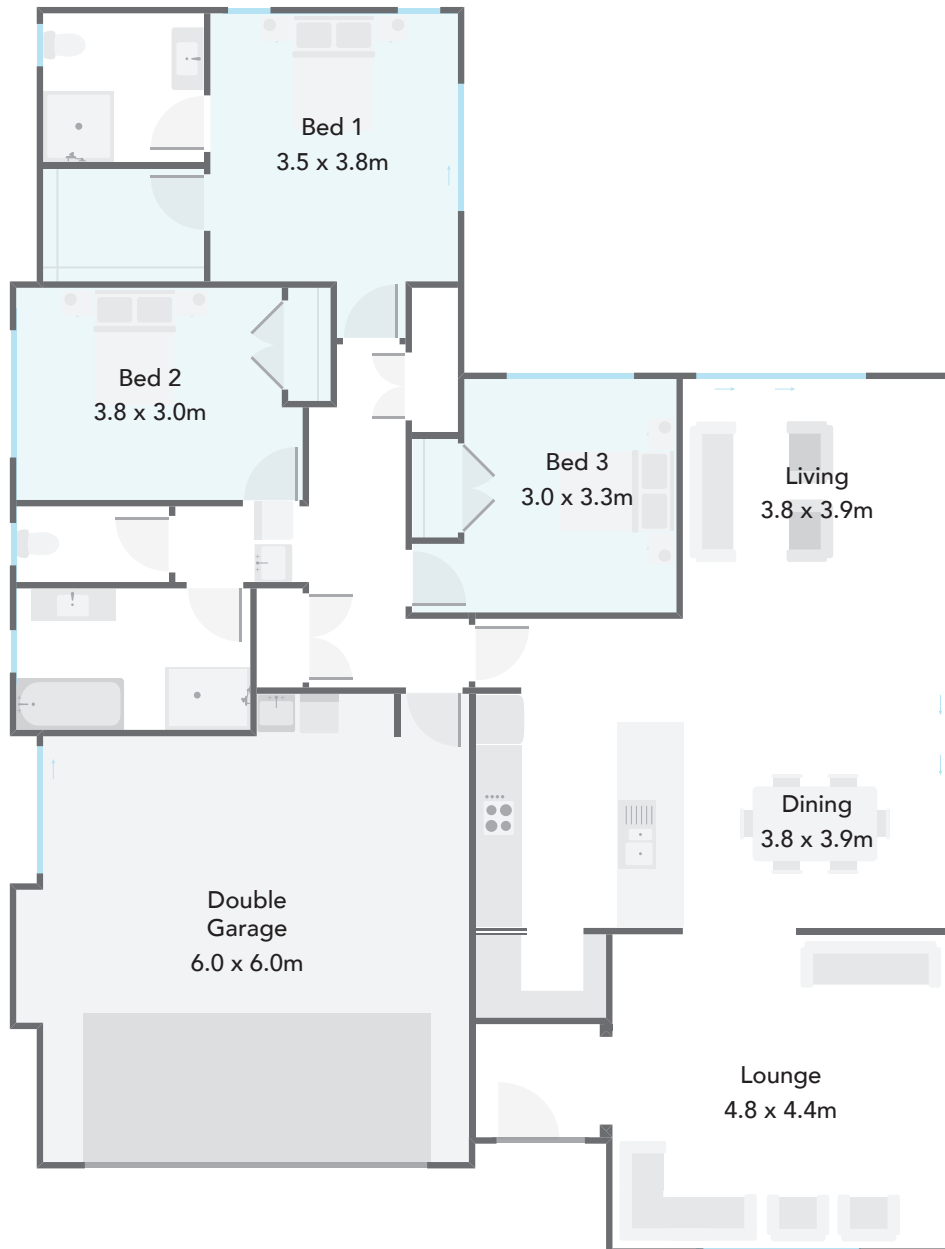 Bed 1
3.5 x 3.8m
Bed 2
3.8 x 3.0m
Bed 3
3.0 x 3.3m
Living
3.8 x 3.9m
Dining
3.8 x 3.9m
Double
Garage
6.0 x 6.0m
Lounge
4.8 x 4.4m